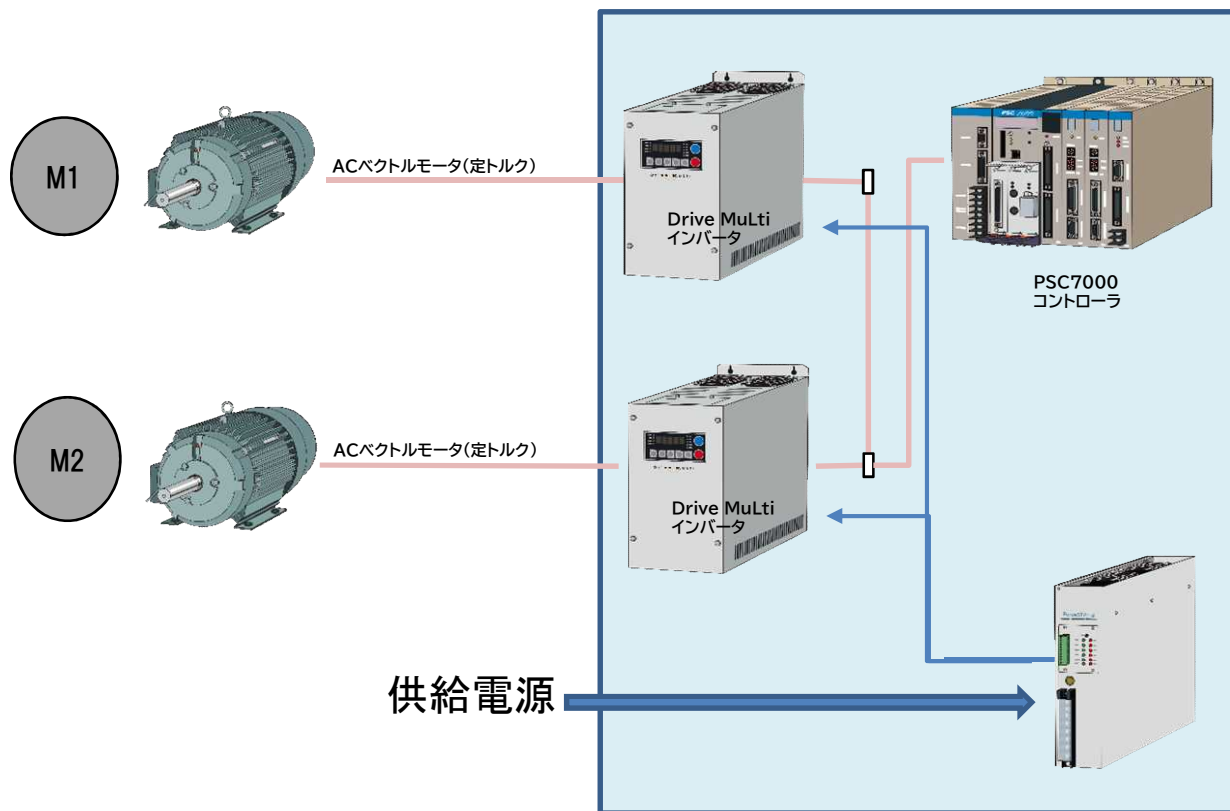 M1
ACベクトルモータ(定トルク)
Drive MuLti
インバータ
PSC7000
コントローラ
M2
ACベクトルモータ(定トルク)
Drive MuLti
インバータ
供給電源